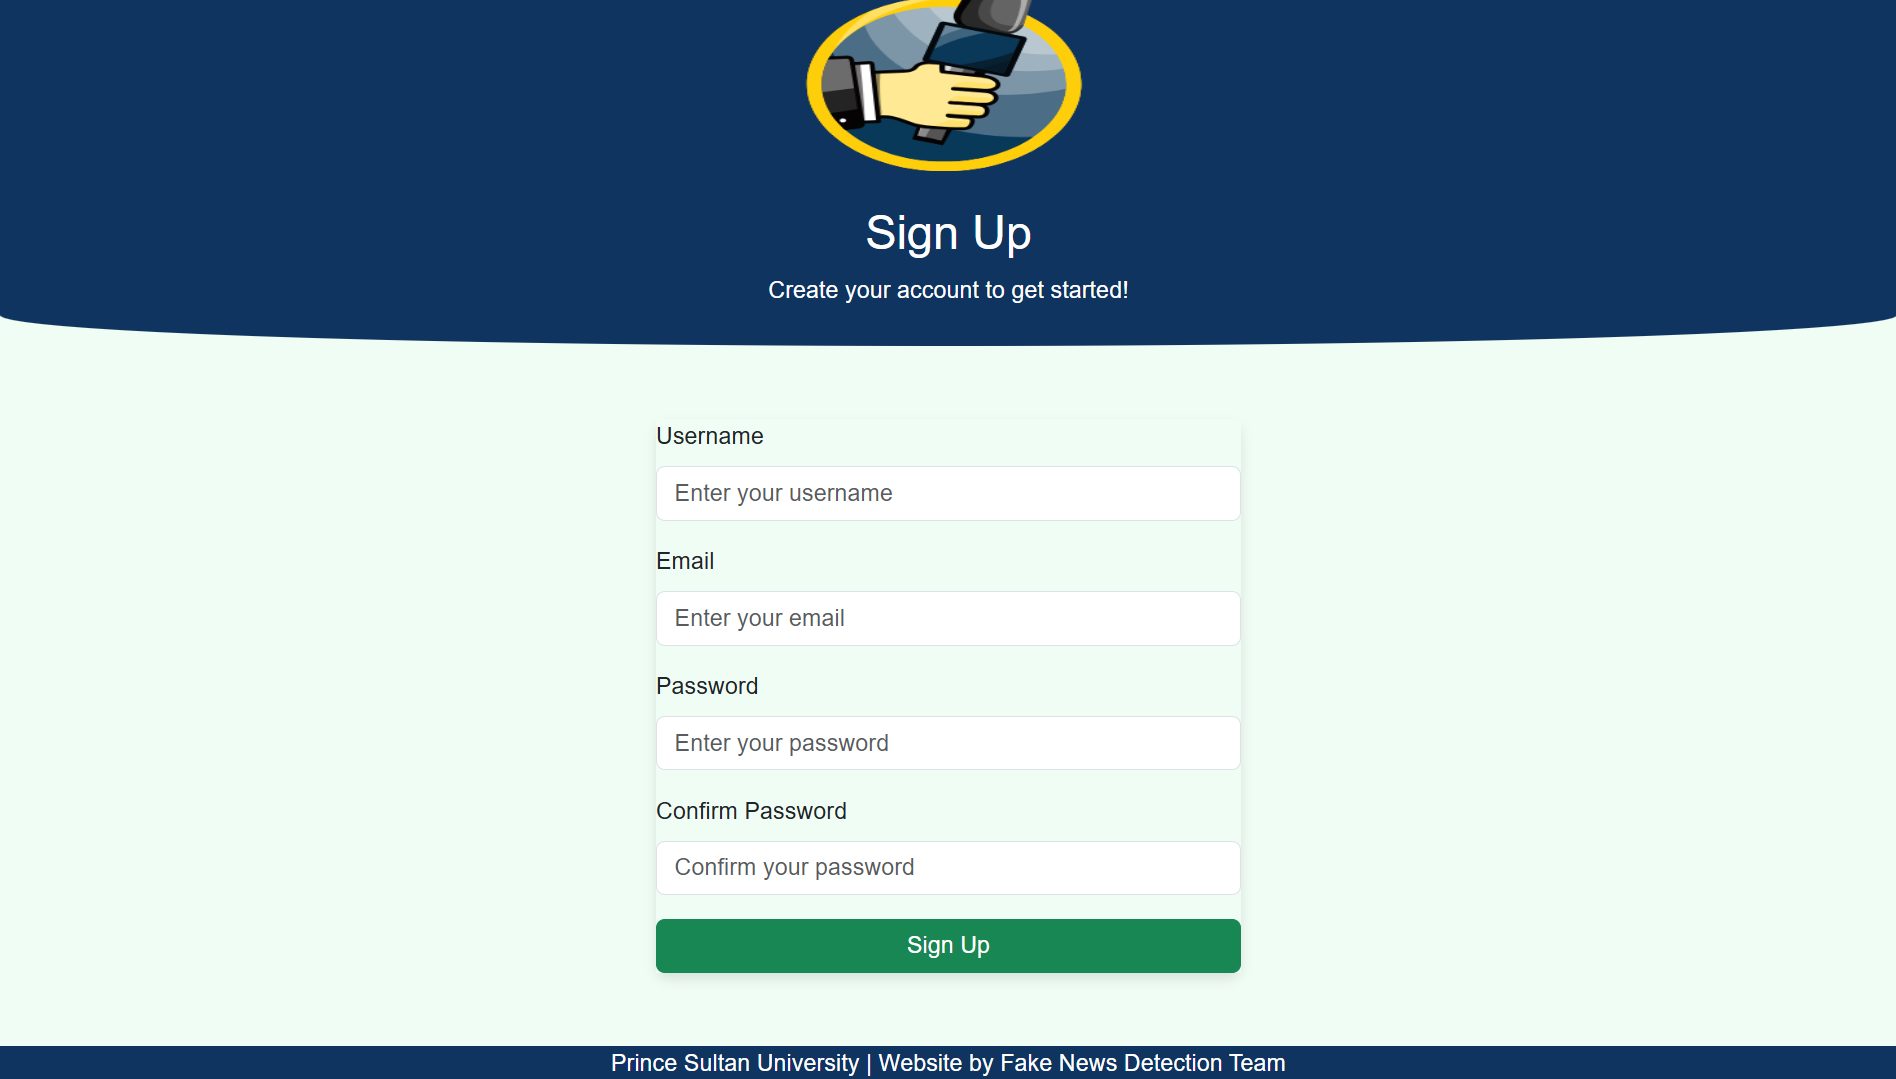 Sign Up
Create your account to get started!
Username
Enter your username
Email
Enter your email
Password
Enter your password
Confirm Password
Confirm your password
Sign Up
Prince Sultan University | Website by Fake News Detection Team